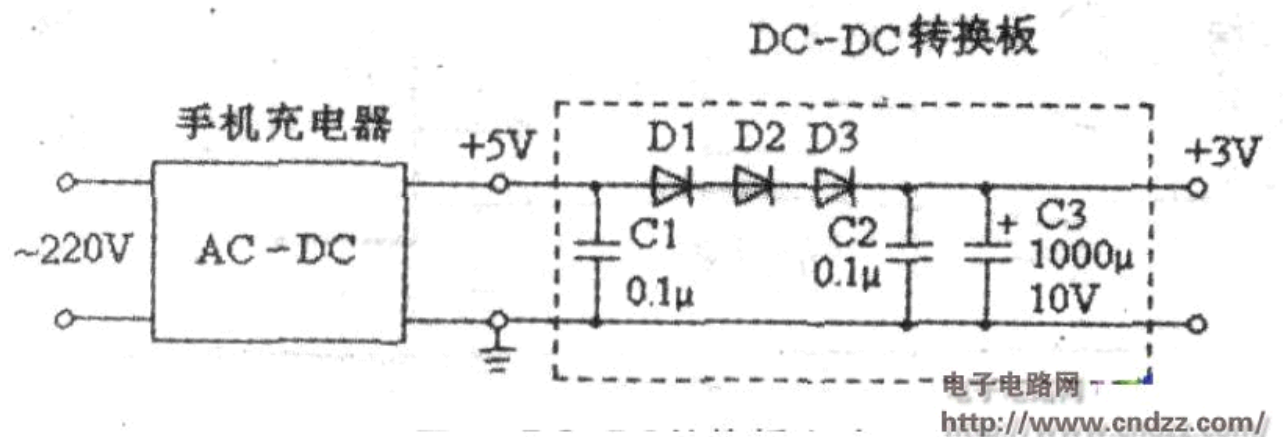 DC-DC转换板
手机充电器
+5V
D1 D2 D3
+3V
~220V
AC-DC
C1
0.1μ
C2
0.1μ
+
C3
1000μ
10V
电子电路网
http://www.cndzz.com/